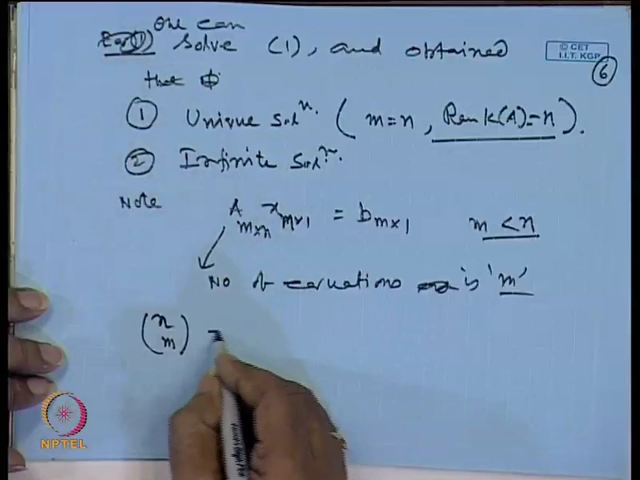 one can
Solve (1), and obtained
© CET
I.I.T. KGP
6
that
① Unique solⁿ. ( m=n, Rank(A)=n ).
② Infinite Solⁿ.
Note A m×n x m×1 = b m×1 m < n
No of equations is 'm'
(n m) =
NPTEL